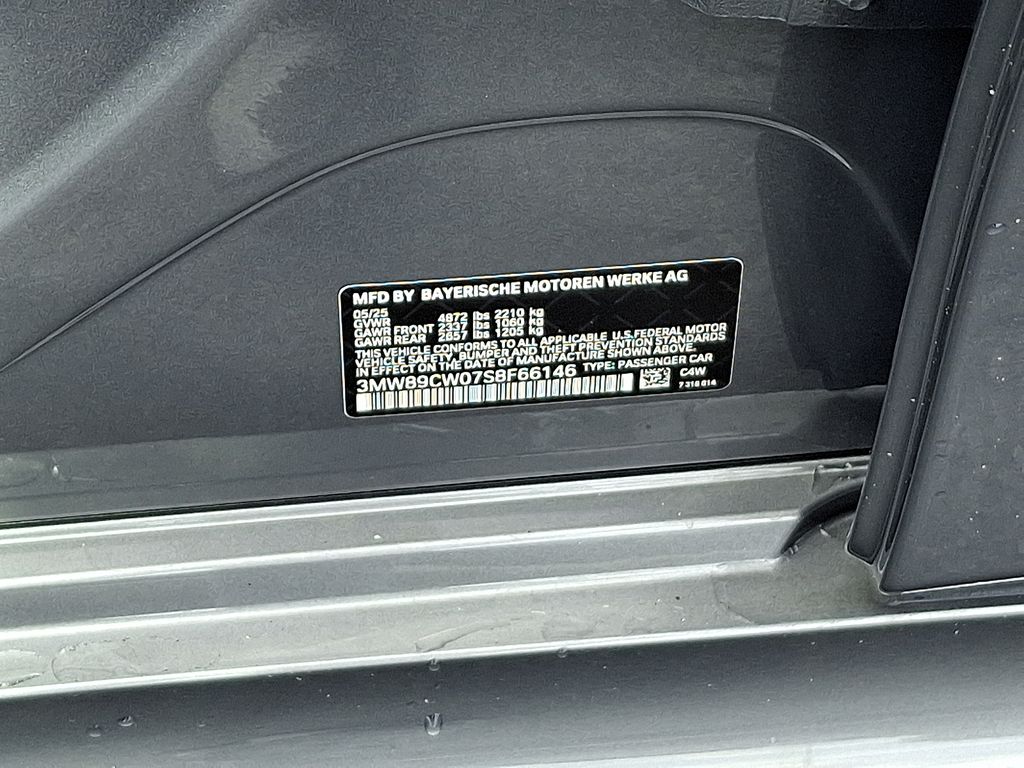 MFD BY BAYERISCHE MOTOREN WERKE AG
05/25
GVWR 4872 lbs 2210 kg
GAWR FRONT 2337 lbs 1060 kg
GAWR REAR 2657 lbs 1205 kg
THIS VEHICLE CONFORMS TO ALL APPLICABLE U.S. FEDERAL MOTOR
VEHICLE SAFETY, BUMPER AND THEFT PREVENTION STANDARDS
IN EFFECT ON THE DATE OF MANUFACTURE SHOWN ABOVE.
3MW89CW07S8F66146 TYPE: PASSENGER CAR
C4W
7 318 614